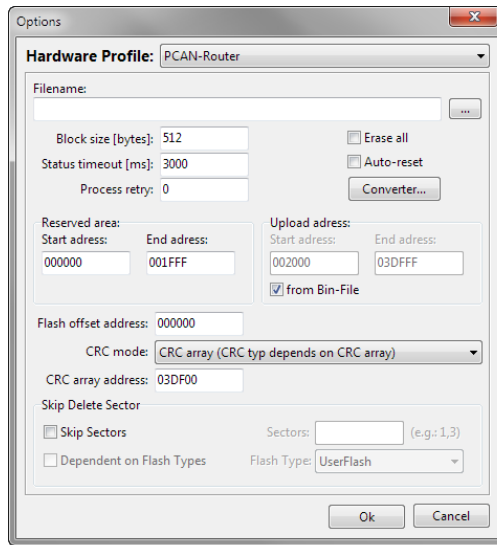 Options
Hardware Profile: PCAN-Router
Filename:
...
Block size [bytes]: 512
Erase all
Status timeout [ms]: 3000
Auto-reset
Process retry: 0
Converter...
Reserved area:
Start adress: End adress:
000000 001FFF
Upload adress:
Start adress: End adress:
002000 03DFFF
from Bin-File
Flash offset address: 000000
CRC mode: CRC array (CRC typ depends on CRC array)
CRC array address: 03DF00
Skip Delete Sector
Skip Sectors Sectors: (e.g.: 1,3)
Dependent on Flash Types Flash Type: UserFlash
Ok Cancel